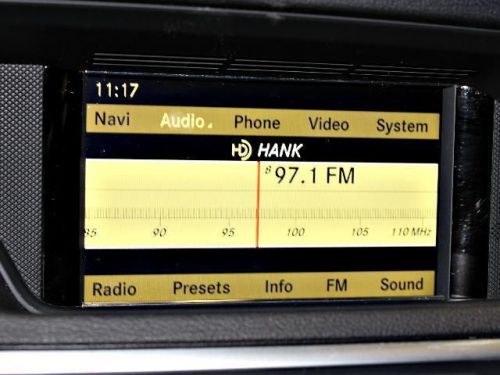 11:17
Navi Audio Phone Video System
HD HANK
8 97.1 FM
85 90 95 100 105 110 MHz
Radio Presets Info FM Sound